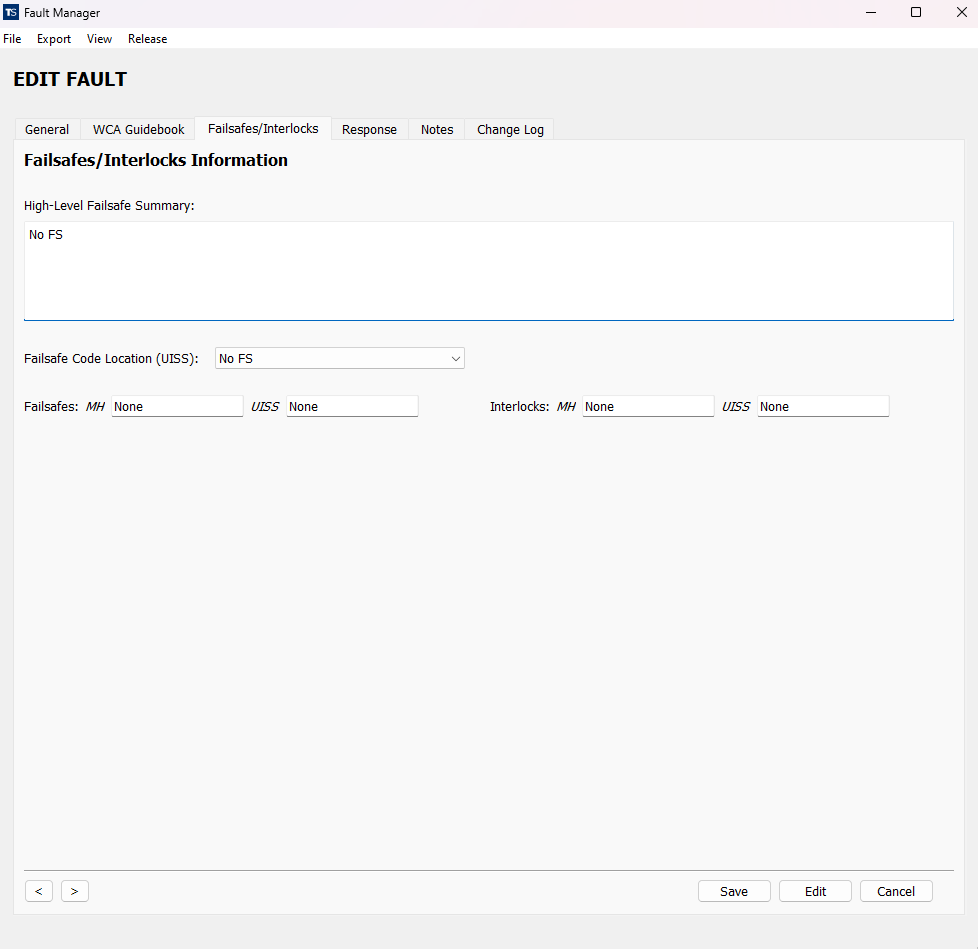 TS Fault Manager
File Export View Release
EDIT FAULT
General WCA Guidebook Failsafes/Interlocks Response Notes Change Log
Failsafes/Interlocks Information
High-Level Failsafe Summary:
No FS
Failsafe Code Location (UISS): No FS
Failsafes: MH None UISS None Interlocks: MH None UISS None
< > Save Edit Cancel